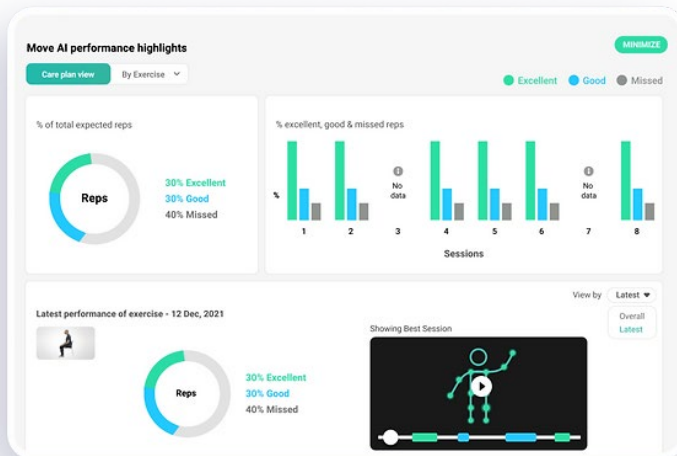 Move AI performance highlights
MINIMIZE
Care plan view
By Exercise
Excellent
Good
Missed
% of total expected reps
Reps
30% Excellent
30% Good
40% Missed
% excellent, good & missed reps
%
No
data
No
data
1 2 3 4 5 6 7 8
Sessions
View by
Latest
Overall
Latest
Latest performance of exercise - 12 Dec, 2021
Reps
30% Excellent
30% Good
40% Missed
Showing Best Session